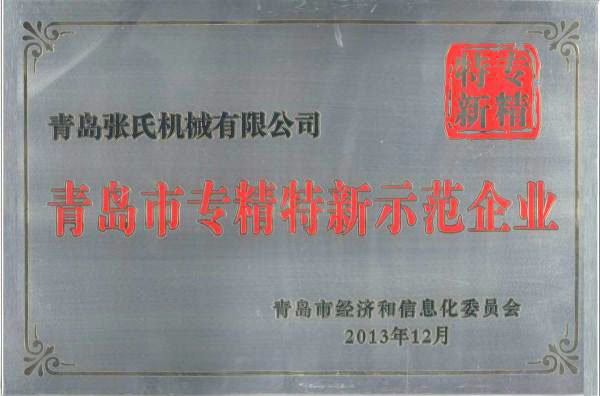 专精
特新
青岛张氏机械有限公司
青岛市专精特新示范企业
青岛市经济和信息化委员会
2013年12月